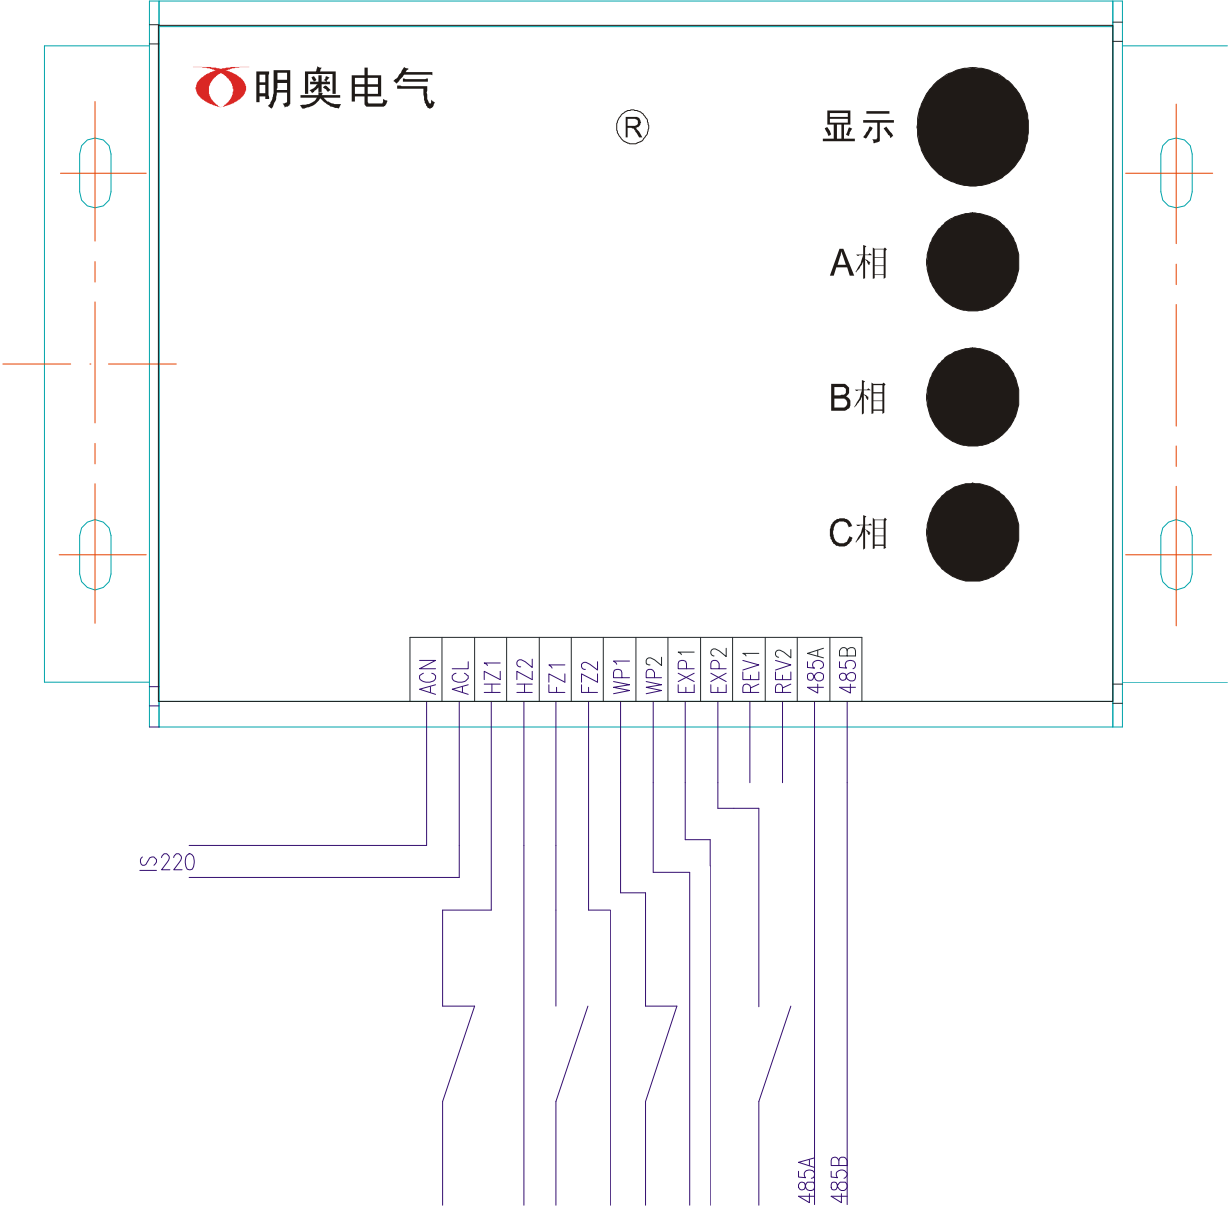 明奥电气
®
显示
A相
B相
C相
ACN
ACL
HZ1
HZ2
FZ1
FZ2
WP1
WP2
EXP1
EXP2
REV1
REV2
485A
485B
IS220
485A
485B